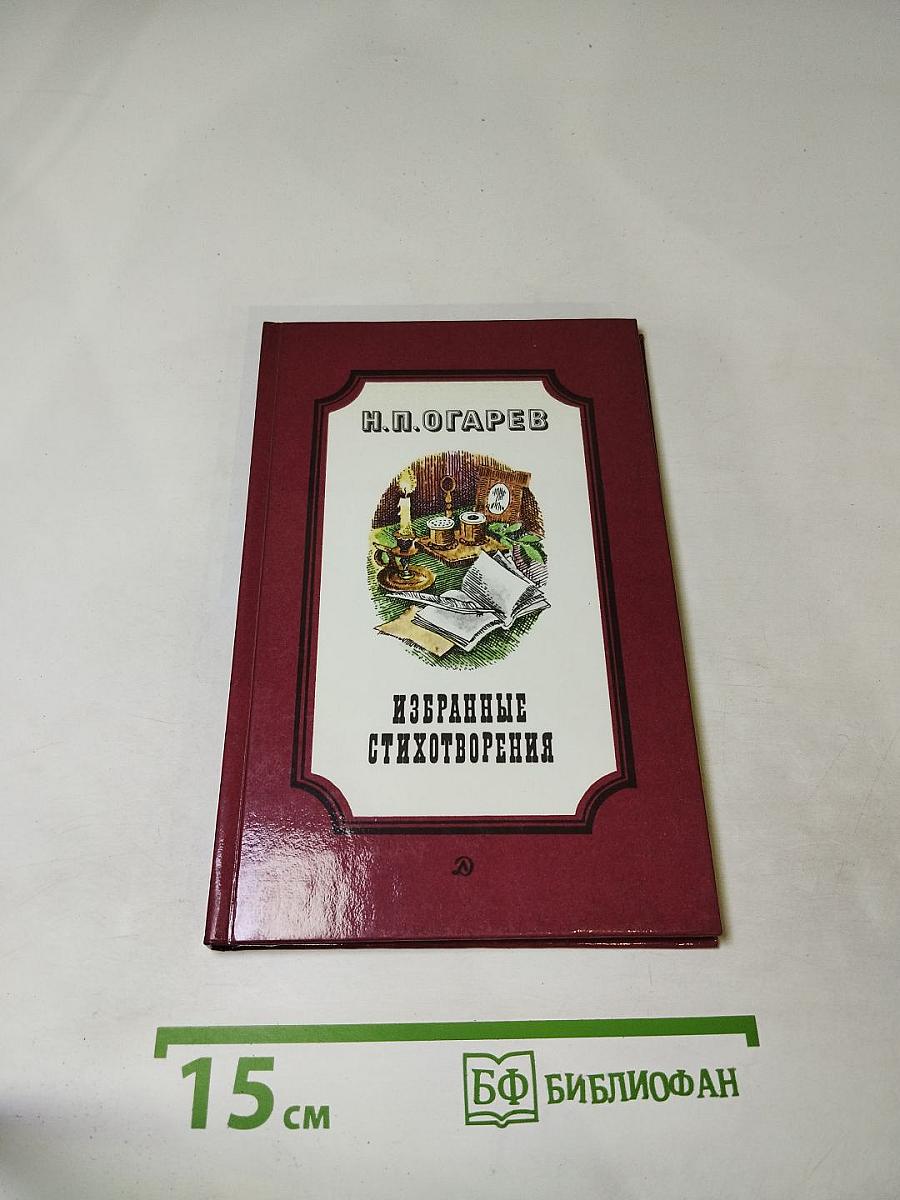 Н.П.ОГАРЕВ
ИЗБРАННЫЕ
СТИХОТВОРЕНИЯ
15 см
БФ БИБЛИОФАН